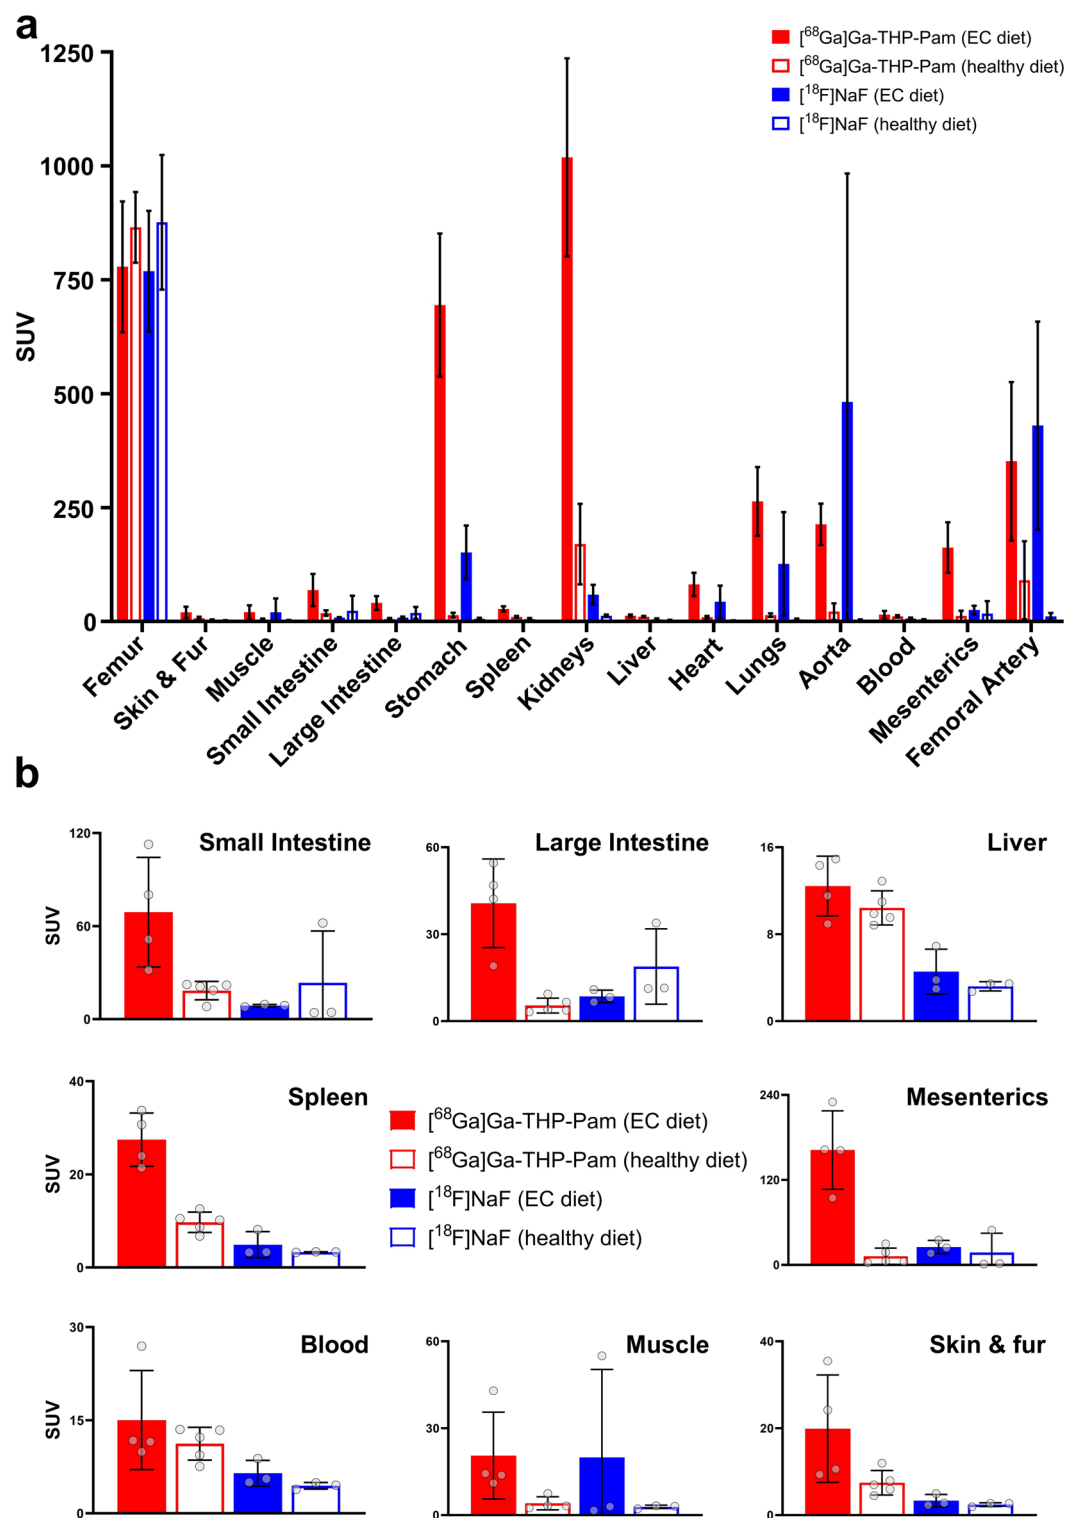 a
[68Ga]Ga-THP-Pam (EC diet)
[68Ga]Ga-THP-Pam (healthy diet)
[18F]NaF (EC diet)
[18F]NaF (healthy diet)
SUV
1250
1000
750
500
250
0
Femur
Skin & Fur
Muscle
Small Intestine
Large Intestine
Stomach
Spleen
Kidneys
Liver
Heart
Lungs
Aorta
Blood
Mesenterics
Femoral Artery
b
Small Intestine
SUV
120
60
0
Large Intestine
60
30
0
Liver
16
8
0
Spleen
SUV
40
20
0
[68Ga]Ga-THP-Pam (EC diet)
[68Ga]Ga-THP-Pam (healthy diet)
[18F]NaF (EC diet)
[18F]NaF (healthy diet)
Mesenterics
240
120
0
Blood
SUV
30
15
0
Muscle
60
30
0
Skin & fur
40
20
0